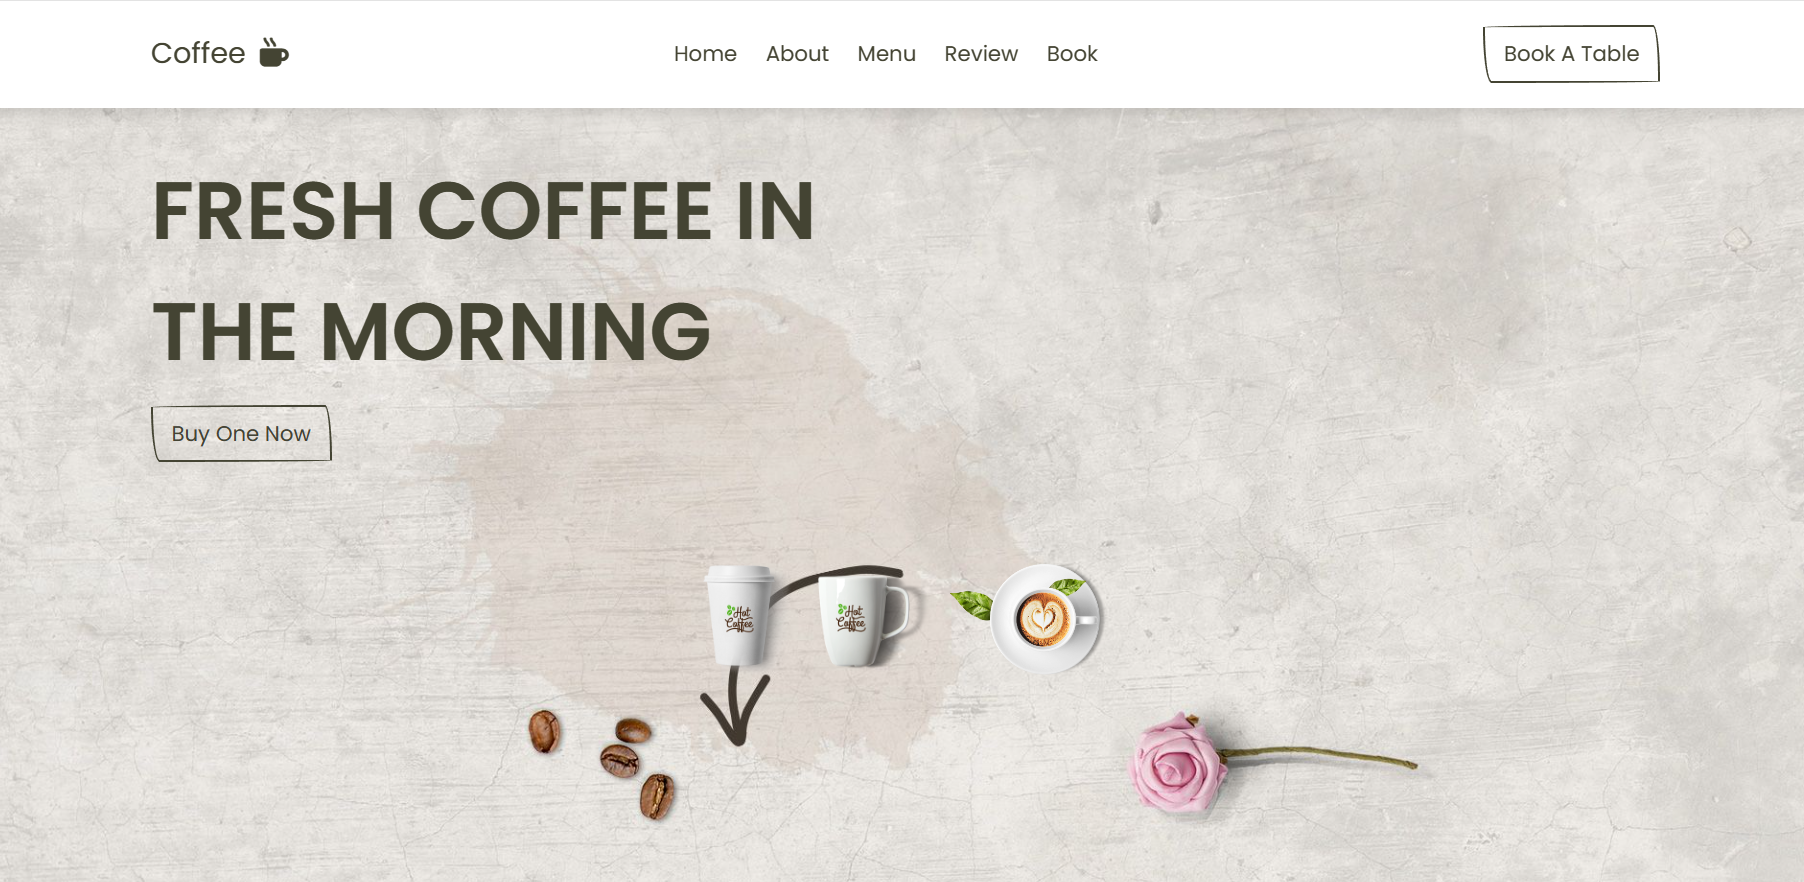 Coffee
Home About Menu Review Book
Book A Table
FRESH COFFEE IN
THE MORNING
Buy One Now
Hot
Coffee
Hot
Coffee